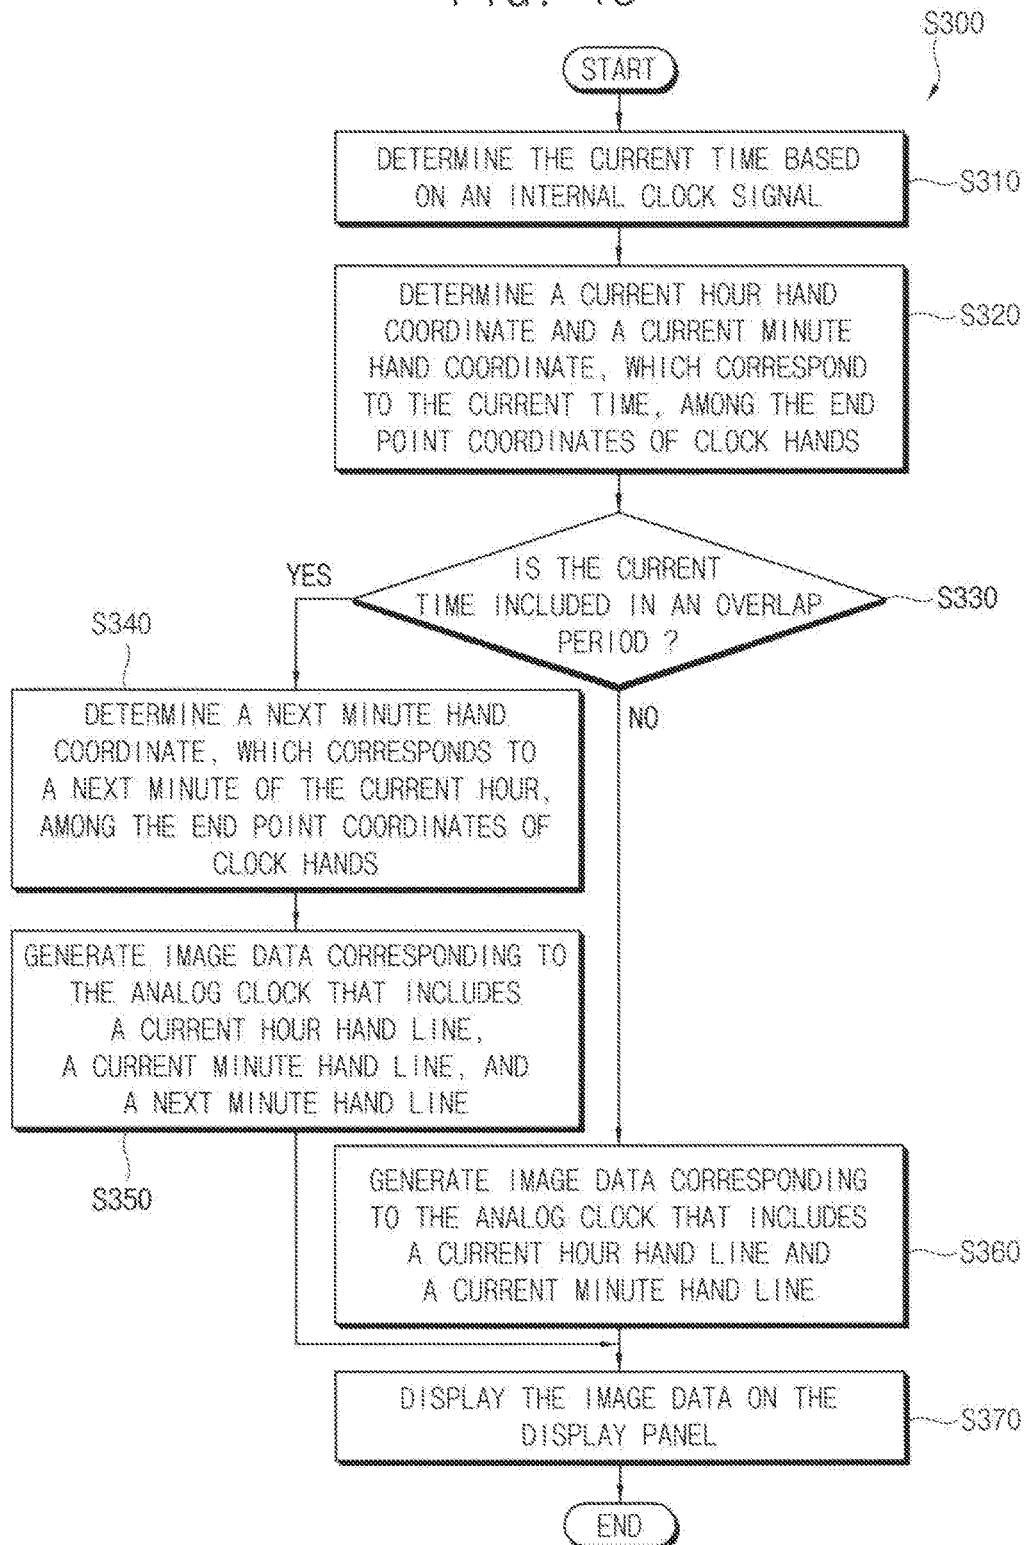 S300
START
DETERMINE THE CURRENT TIME BASED
ON AN INTERNAL CLOCK SIGNAL
S310
DETERMINE A CURRENT HOUR HAND
COORDINATE AND A CURRENT MINUTE
HAND COORDINATE, WHICH CORRESPOND
TO THE CURRENT TIME, AMONG THE END
POINT COORDINATES OF CLOCK HANDS
S320
IS THE CURRENT
TIME INCLUDED IN AN OVERLAP
PERIOD ?
S330
YES
NO
S340
DETERMINE A NEXT MINUTE HAND
COORDINATE, WHICH CORRESPONDS TO
A NEXT MINUTE OF THE CURRENT HOUR,
AMONG THE END POINT COORDINATES OF
CLOCK HANDS
GENERATE IMAGE DATA CORRESPONDING TO
THE ANALOG CLOCK THAT INCLUDES
A CURRENT HOUR HAND LINE,
A CURRENT MINUTE HAND LINE, AND
A NEXT MINUTE HAND LINE
S350
GENERATE IMAGE DATA CORRESPONDING
TO THE ANALOG CLOCK THAT INCLUDES
A CURRENT HOUR HAND LINE AND
A CURRENT MINUTE HAND LINE
S360
DISPLAY THE IMAGE DATA ON THE
DISPLAY PANEL
S370
END